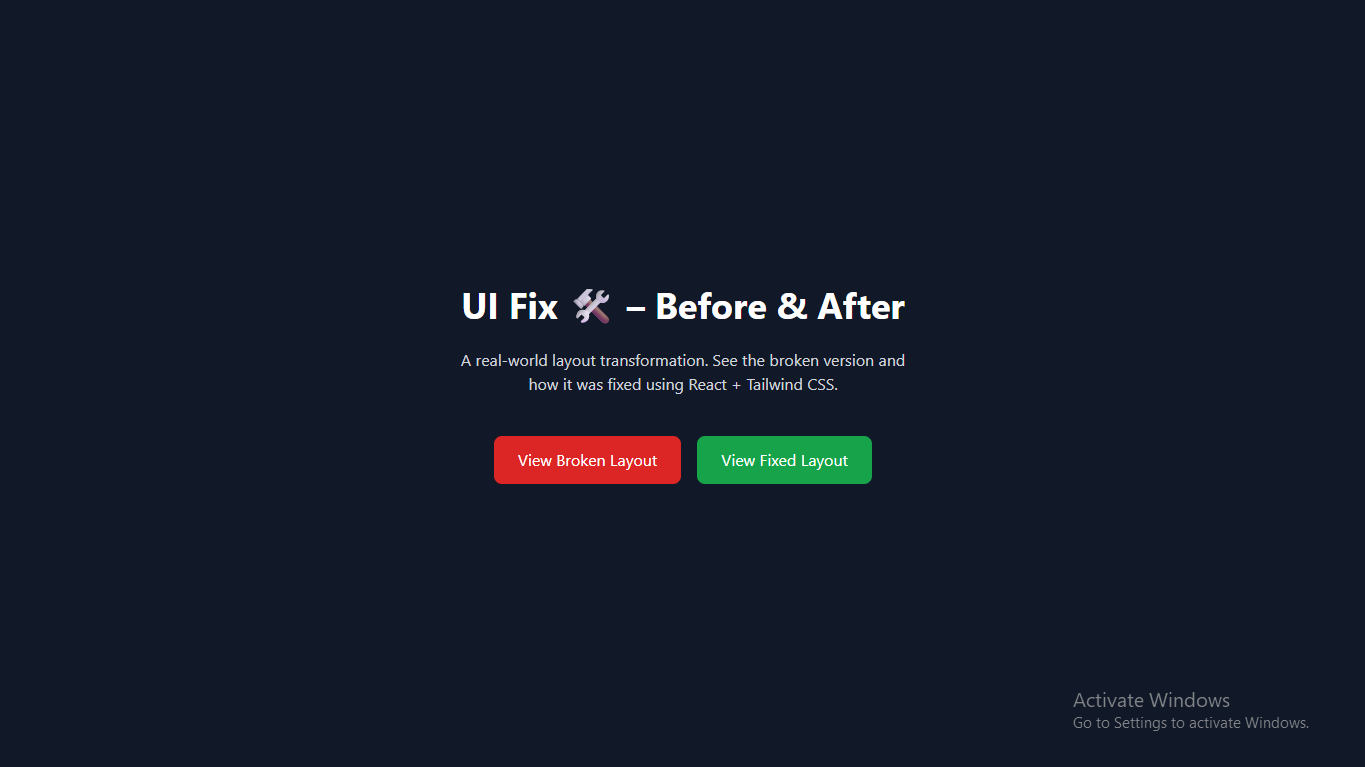 UI Fix 🛠 – Before & After
A real-world layout transformation. See the broken version and
how it was fixed using React + Tailwind CSS.
View Broken Layout
View Fixed Layout
Activate Windows
Go to Settings to activate Windows.